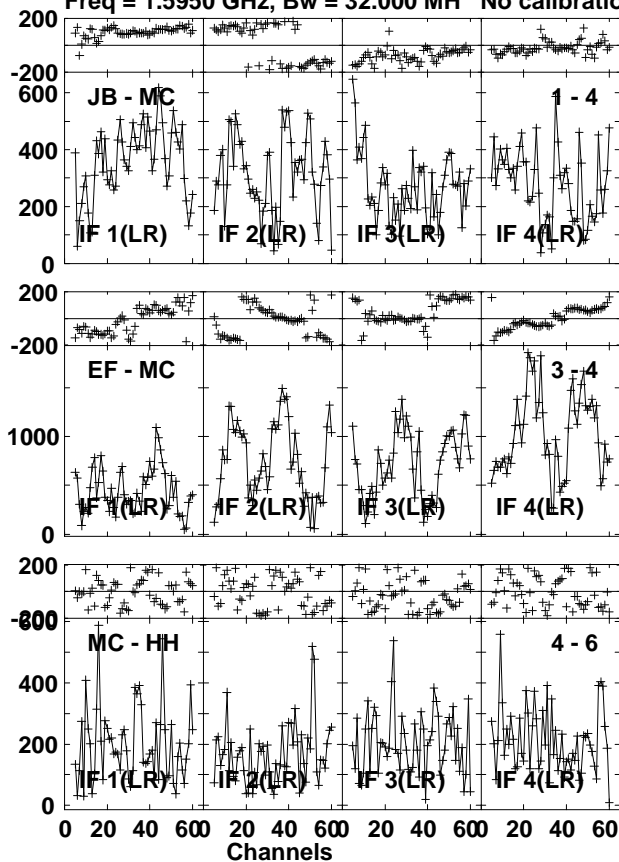 Freq = 1.5950 GHz, Bw = 32.000 MH No calibratio
200
-200
600
400
200
0
JB - MC
1 - 4
IF 1(LR)
IF 2(LR)
IF 3(LR)
IF 4(LR)
200
-200
1000
0
EF - MC
3 - 4
IF 1(LR)
IF 2(LR)
IF 3(LR)
IF 4(LR)
200
-200
600
400
200
0
MC - HH
4 - 6
IF 1(LR)
IF 2(LR)
IF 3(LR)
IF 4(LR)
0 20 40 60 0 20 40 60 0 20 40 60 0 20 40 60
Channels